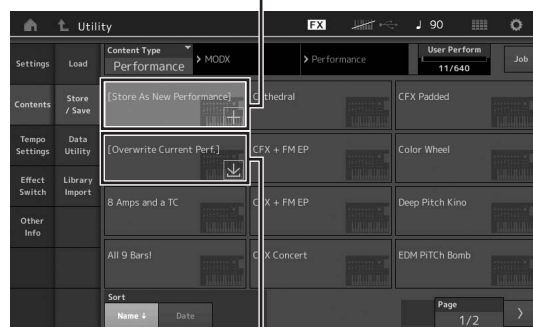 Utility
FX
♩ 90
Settings
Load
Content Type
Performance
MODX
Performance
User Perform
11/640
Job
Contents
Store / Save
[Store As New Performance]
CFX Padded
Tempo Settings
Data Utility
[Overwrite Current Perf.]
CFX + FM EP
Color Wheel
Effect Switch
Library Import
8 Amps and a TC
CFX + FM EP
Deep Pitch Kino
Other Info
All 9 Bars!
CFX Concert
EDM PiTCh Bomb
Sort
Name ↓
Date
Page
1/2